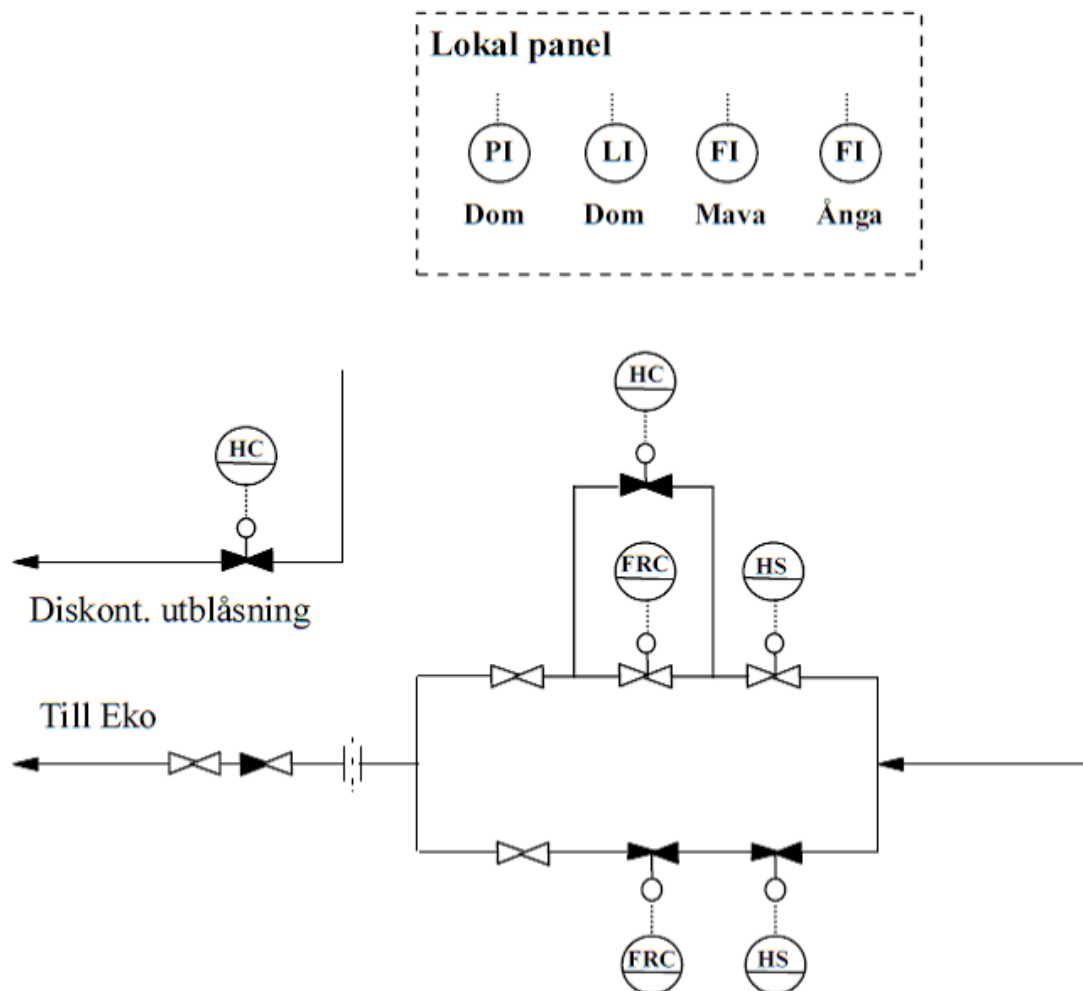 Lokal panel
PI LI FI FI
Dom Dom Mava Ånga
HC
HC
FRC HS
Diskont. utblåsning
Till Eko
FRC HS